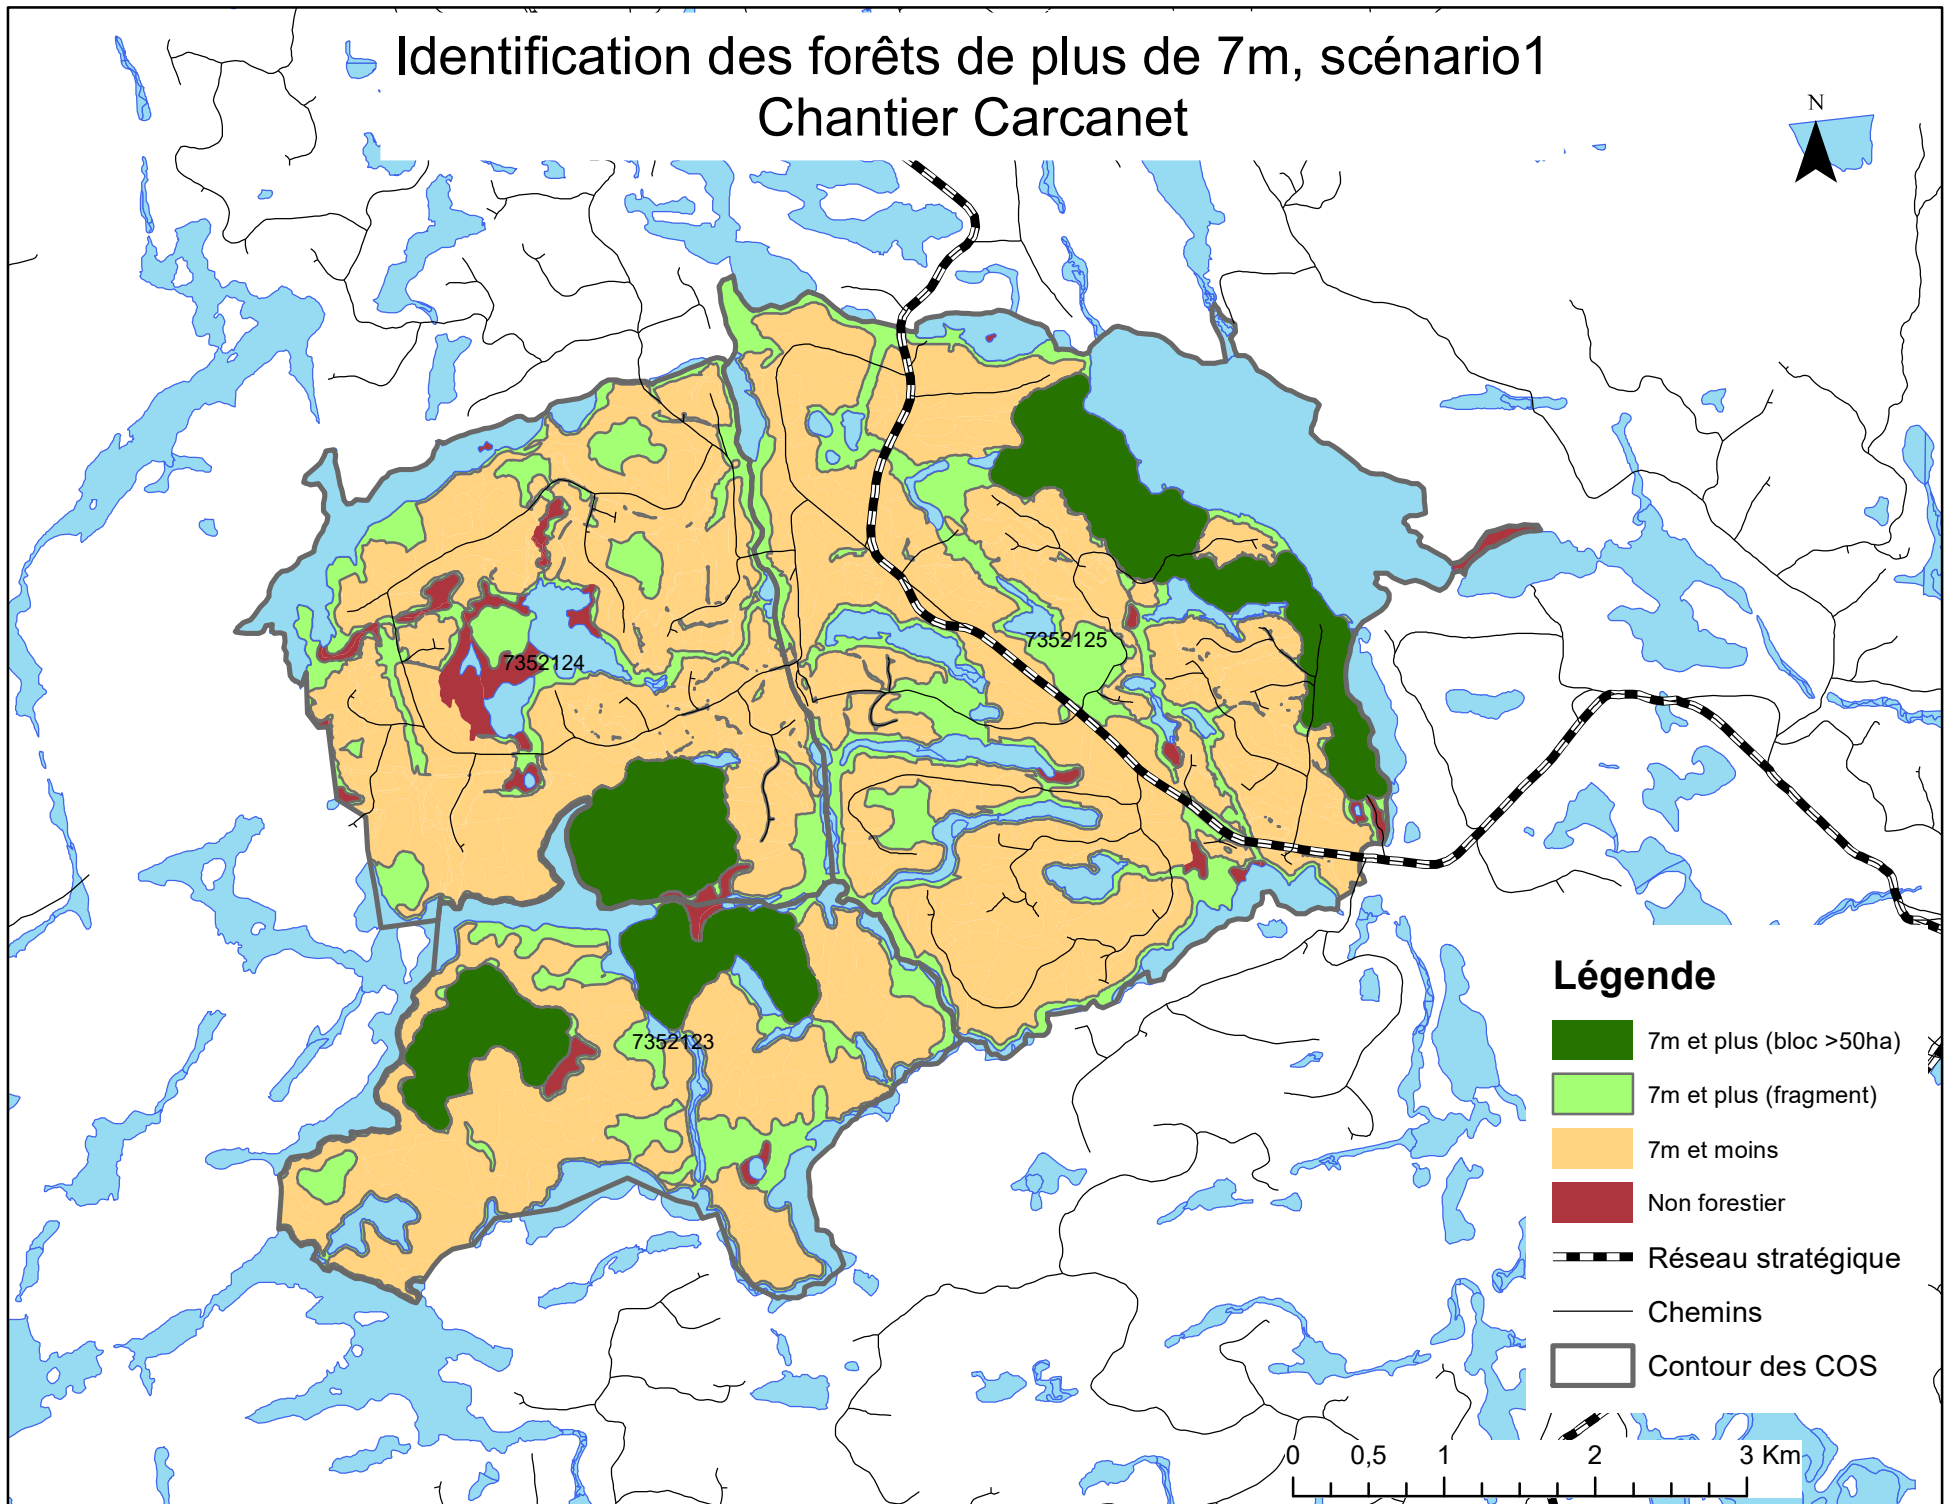 Identification des forêts de plus de 7m, scénario1
Chantier Carcanet
N
7352124
7352125
7352123
Légende
7m et plus (bloc >50ha)
7m et plus (fragment)
7m et moins
Non forestier
Réseau stratégique
Chemins
Contour des COS
0 0,5 1 2 3 Km